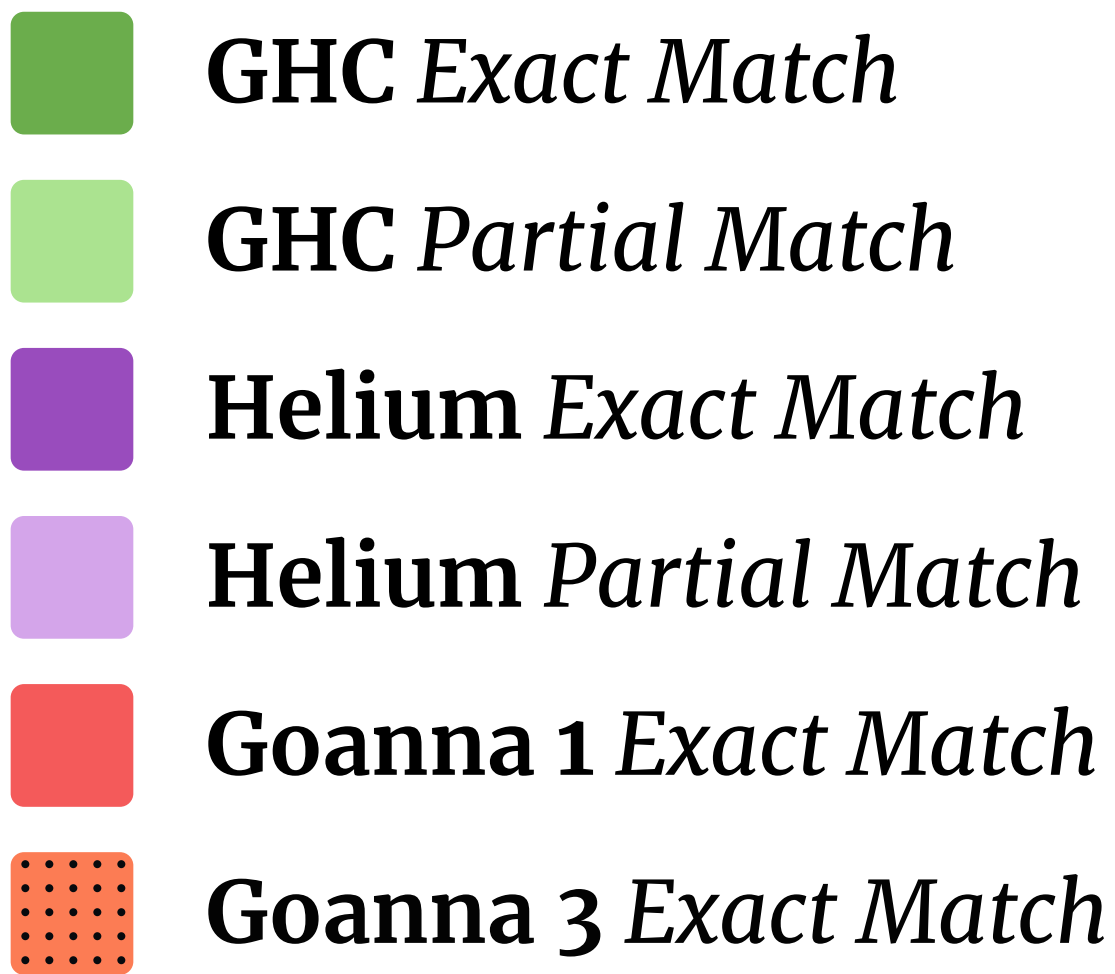 GHC Exact Match
GHC Partial Match
Helium Exact Match
Helium Partial Match
Goanna 1 Exact Match
Goanna 3 Exact Match